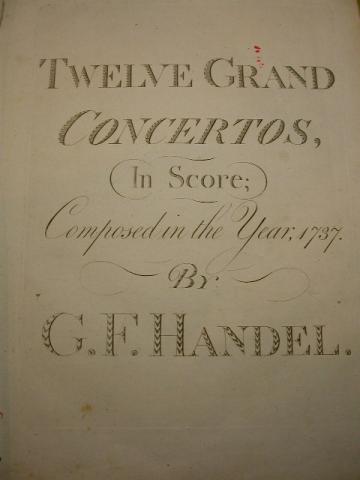 TWELVE GRAND
CONCERTOS,
In Score;
Composed in the Year, 1737.
BY
G. F. HANDEL.